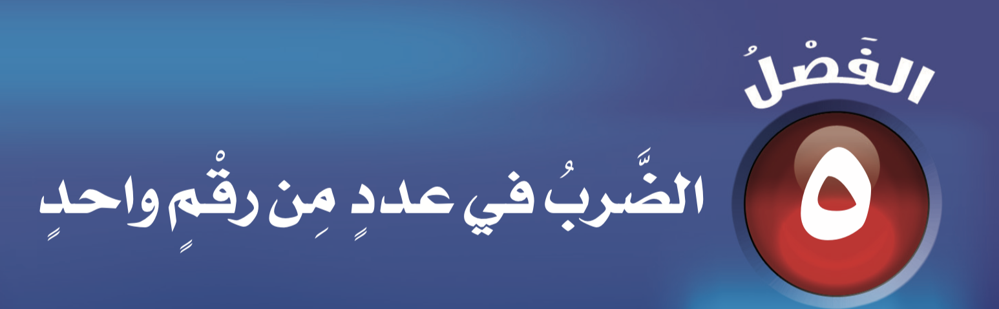 الفَصْلُ
٥
الضَّربُ في عددٍ مِن رقْمٍ واحدٍ